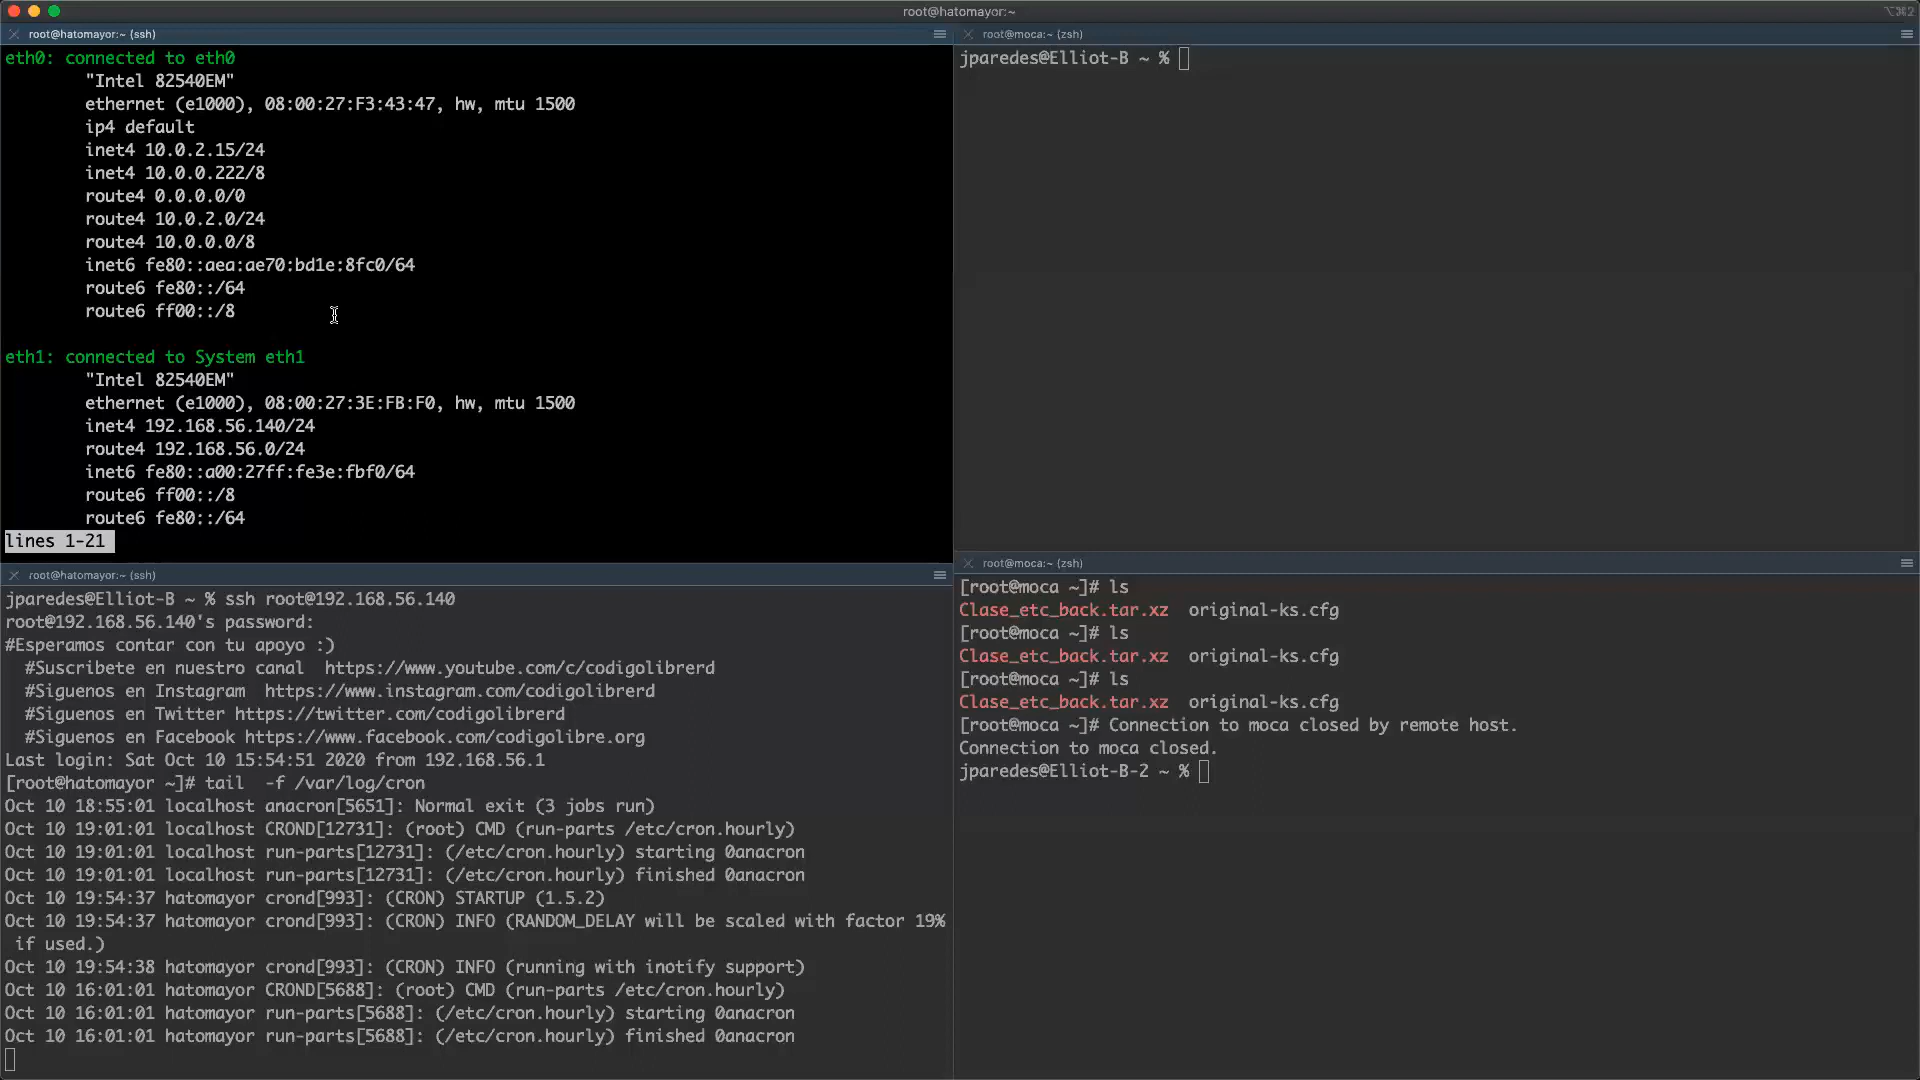 root@hatomayor:~
⌥⌘2
root@hatomayor:~ (ssh)
eth0: connected to eth0
"Intel 82540EM"
ethernet (e1000), 08:00:27:F3:43:47, hw, mtu 1500
ip4 default
inet4 10.0.2.15/24
inet4 10.0.0.222/8
route4 0.0.0.0/0
route4 10.0.2.0/24
route4 10.0.0.0/8
inet6 fe80::aea:ae70:bd1e:8fc0/64
route6 fe80::/64
route6 ff00::/8
eth1: connected to System eth1
"Intel 82540EM"
ethernet (e1000), 08:00:27:3E:FB:F0, hw, mtu 1500
inet4 192.168.56.140/24
route4 192.168.56.0/24
inet6 fe80::a00:27ff:fe3e:fbf0/64
route6 ff00::/8
route6 fe80::/64
lines 1-21
root@hatomayor:~ (ssh)
jparedes@Elliot-B ~ % ssh root@192.168.56.140
root@192.168.56.140's password:
#Esperamos contar con tu apoyo :)
#Suscribete en nuestro canal  https://www.youtube.com/c/codigolibrerd
#Siguenos en Instagram  https://www.instagram.com/codigolibrerd
#Siguenos en Twitter https://twitter.com/codigolibrerd
#Siguenos en Facebook https://www.facebook.com/codigolibre.org
Last login: Sat Oct 10 15:54:51 2020 from 192.168.56.1
[root@hatomayor ~]# tail  -f /var/log/cron
Oct 10 18:55:01 localhost anacron[5651]: Normal exit (3 jobs run)
Oct 10 19:01:01 localhost CROND[12731]: (root) CMD (run-parts /etc/cron.hourly)
Oct 10 19:01:01 localhost run-parts[12731]: (/etc/cron.hourly) starting 0anacron
Oct 10 19:01:01 localhost run-parts[12731]: (/etc/cron.hourly) finished 0anacron
Oct 10 19:54:37 hatomayor crond[993]: (CRON) STARTUP (1.5.2)
Oct 10 19:54:37 hatomayor crond[993]: (CRON) INFO (RANDOM_DELAY will be scaled with factor 19%
if used.)
Oct 10 19:54:38 hatomayor crond[993]: (CRON) INFO (running with inotify support)
Oct 10 16:01:01 hatomayor CROND[5688]: (root) CMD (run-parts /etc/cron.hourly)
Oct 10 16:01:01 hatomayor run-parts[5688]: (/etc/cron.hourly) starting 0anacron
Oct 10 16:01:01 hatomayor run-parts[5688]: (/etc/cron.hourly) finished 0anacron
root@moca:~ (zsh)
jparedes@Elliot-B ~ %
root@moca:~ (zsh)
[root@moca ~]# ls
Clase_etc_back.tar.xz  original-ks.cfg
[root@moca ~]# ls
Clase_etc_back.tar.xz  original-ks.cfg
[root@moca ~]# ls
Clase_etc_back.tar.xz  original-ks.cfg
[root@moca ~]# Connection to moca closed by remote host.
Connection to moca closed.
jparedes@Elliot-B-2 ~ %